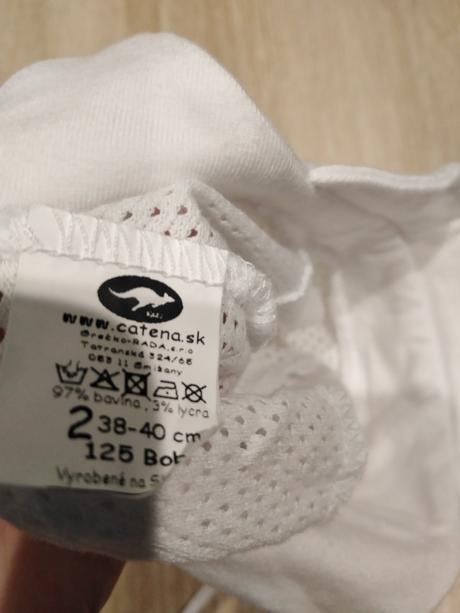 www.catena.sk
Grečko-RADA,s.r.o
Tatranská 324/65
053 11 Smižany
97% bavlna, 3% lycra
2 38-40 cm
125 Bob
Vyrobené na